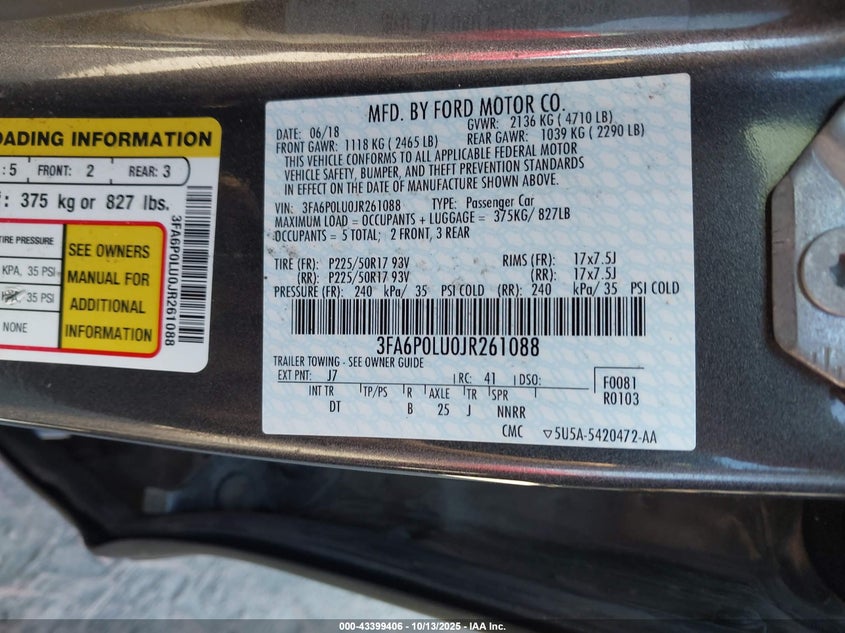 OADING INFORMATION
: 5 FRONT: 2 REAR: 3
: 375 kg or 827 lbs.
TIRE PRESSURE
KPA, 35 PSI
35 PSI
NONE
SEE OWNERS
MANUAL FOR
ADDITIONAL
INFORMATION
3FA6P0LU0JR261088
MFD. BY FORD MOTOR CO.
DATE: 06/18 GVWR: 2136 KG ( 4710 LB)
FRONT GAWR: 1118 KG ( 2465 LB) REAR GAWR: 1039 KG ( 2290 LB)
THIS VEHICLE CONFORMS TO ALL APPLICABLE FEDERAL MOTOR
VEHICLE SAFETY, BUMPER, AND THEFT PREVENTION STANDARDS
IN EFFECT ON THE DATE OF MANUFACTURE SHOWN ABOVE.
VIN: 3FA6P0LU0JR261088 TYPE: Passenger Car
MAXIMUM LOAD = OCCUPANTS + LUGGAGE = 375KG/ 827LB
OCCUPANTS = 5 TOTAL; 2 FRONT, 3 REAR
TIRE (FR): P225/50R17 93V RIMS (FR): 17x7.5J
(RR): P225/50R17 93V (RR): 17x7.5J
PRESSURE (FR): 240 kPa/ 35 PSI COLD (RR): 240 kPa/ 35 PSI COLD
3FA6P0LU0JR261088
TRAILER TOWING - SEE OWNER GUIDE
EXT PNT: J7 RC: 41 DSO:
F0081
R0103
INT TR TP/PS R AXLE TR SPR
DT B 25 J NNRR
CMC ▽5U5A-5420472-AA
000-43399406 - 10/13/2025 - IAA Inc.